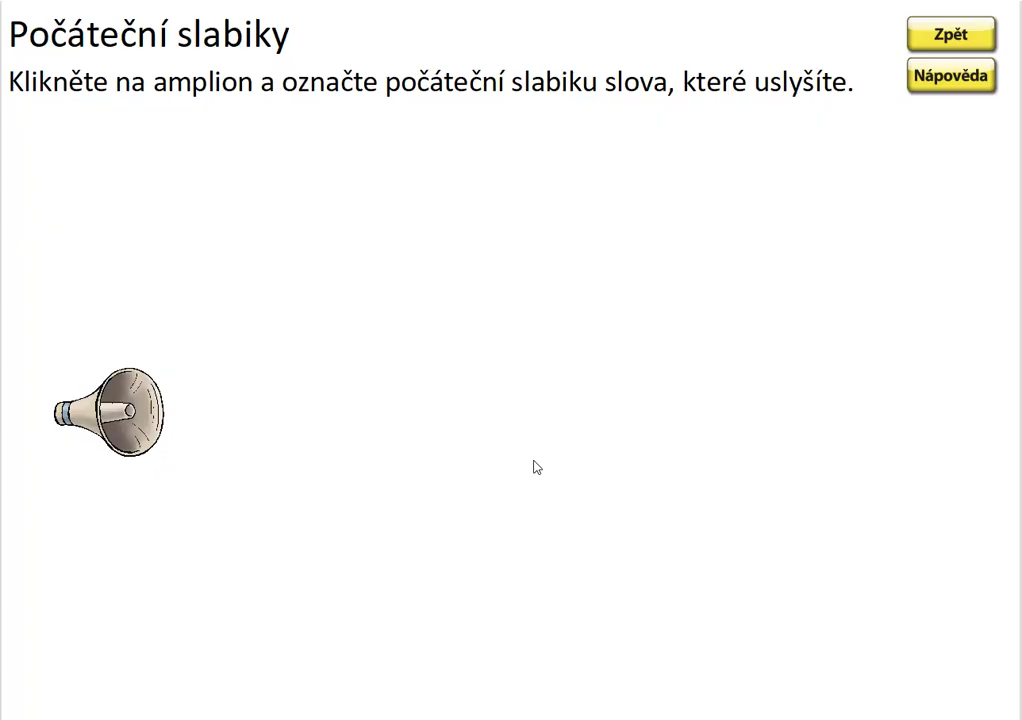 Počáteční slabiky
Zpět
Klikněte na amplion a označte počáteční slabiku slova, které uslyšíte.
Nápověda